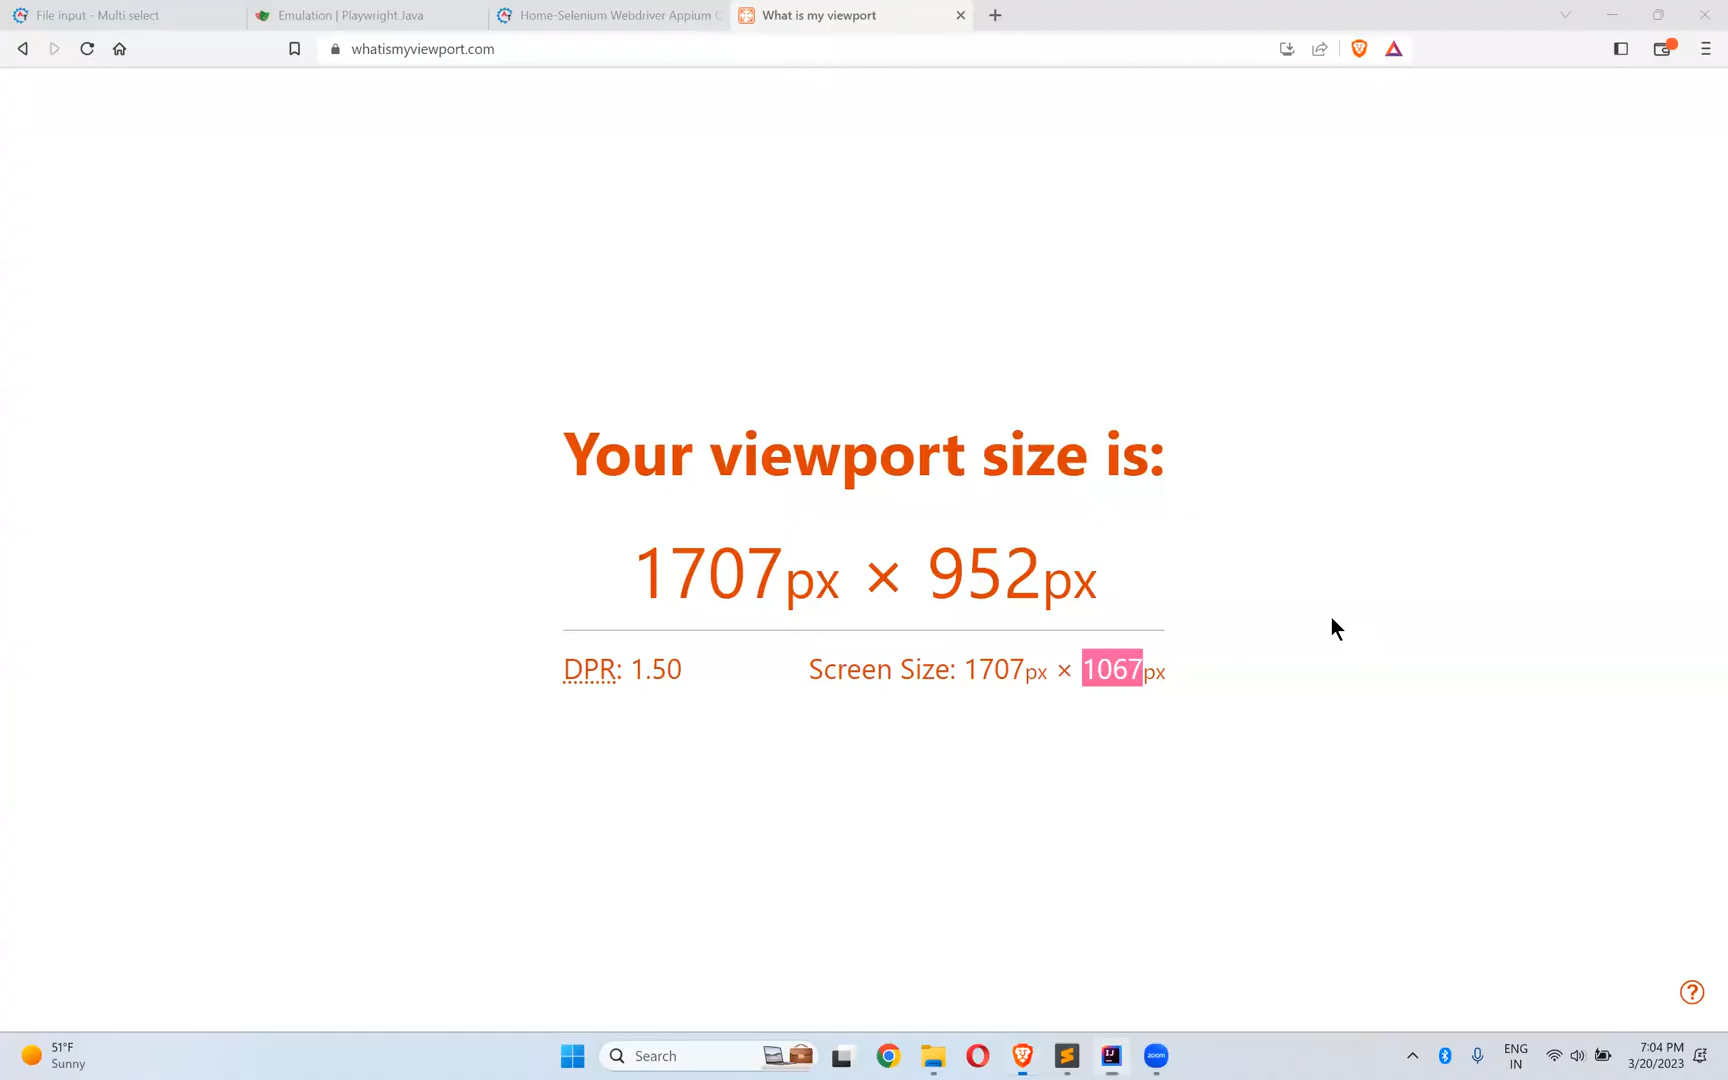 File input - Multi select
Emulation | Playwright Java
Home-Selenium Webdriver Appium C
What is my viewport
whatismyviewport.com
Your viewport size is:
1707px × 952px
DPR: 1.50
Screen Size: 1707px × 1067px
?
51°F
Sunny
Search
zoom
ENG
IN
7:04 PM
3/20/2023